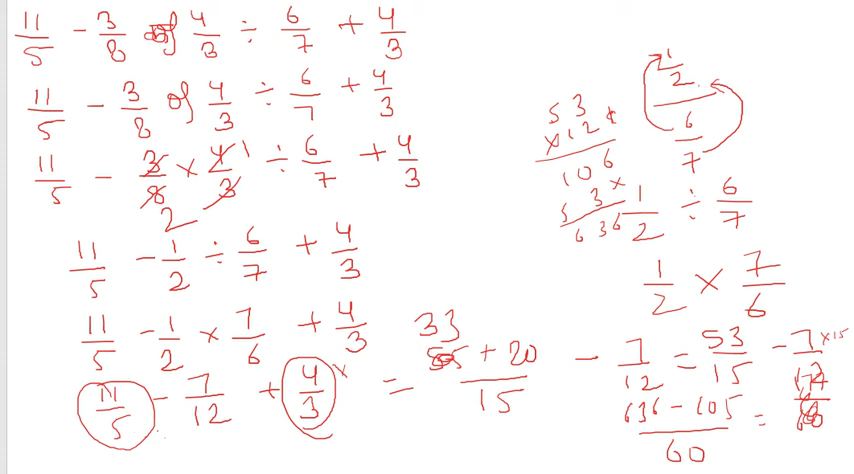 11/5 - 3/8 of 4/3 ÷ 6/7 + 4/3
11/5 - 3/8 of 4/3 ÷ 6/7 + 4/3
11/5 - 3/8 × 4/3 ÷ 6/7 + 4/3
1
2
11/5 - 1/2 ÷ 6/7 + 4/3
11/5 - 1/2 × 7/6 + 4/3
11/5 - 7/12 + 4/3 = 33 + 20/15 - 7/12 = 53/15 - 7/12 × 15
636 - 105/60 =
53
×12
106
53×
636
1/2
6/7
1/2 ÷ 6/7
1/2 × 7/6